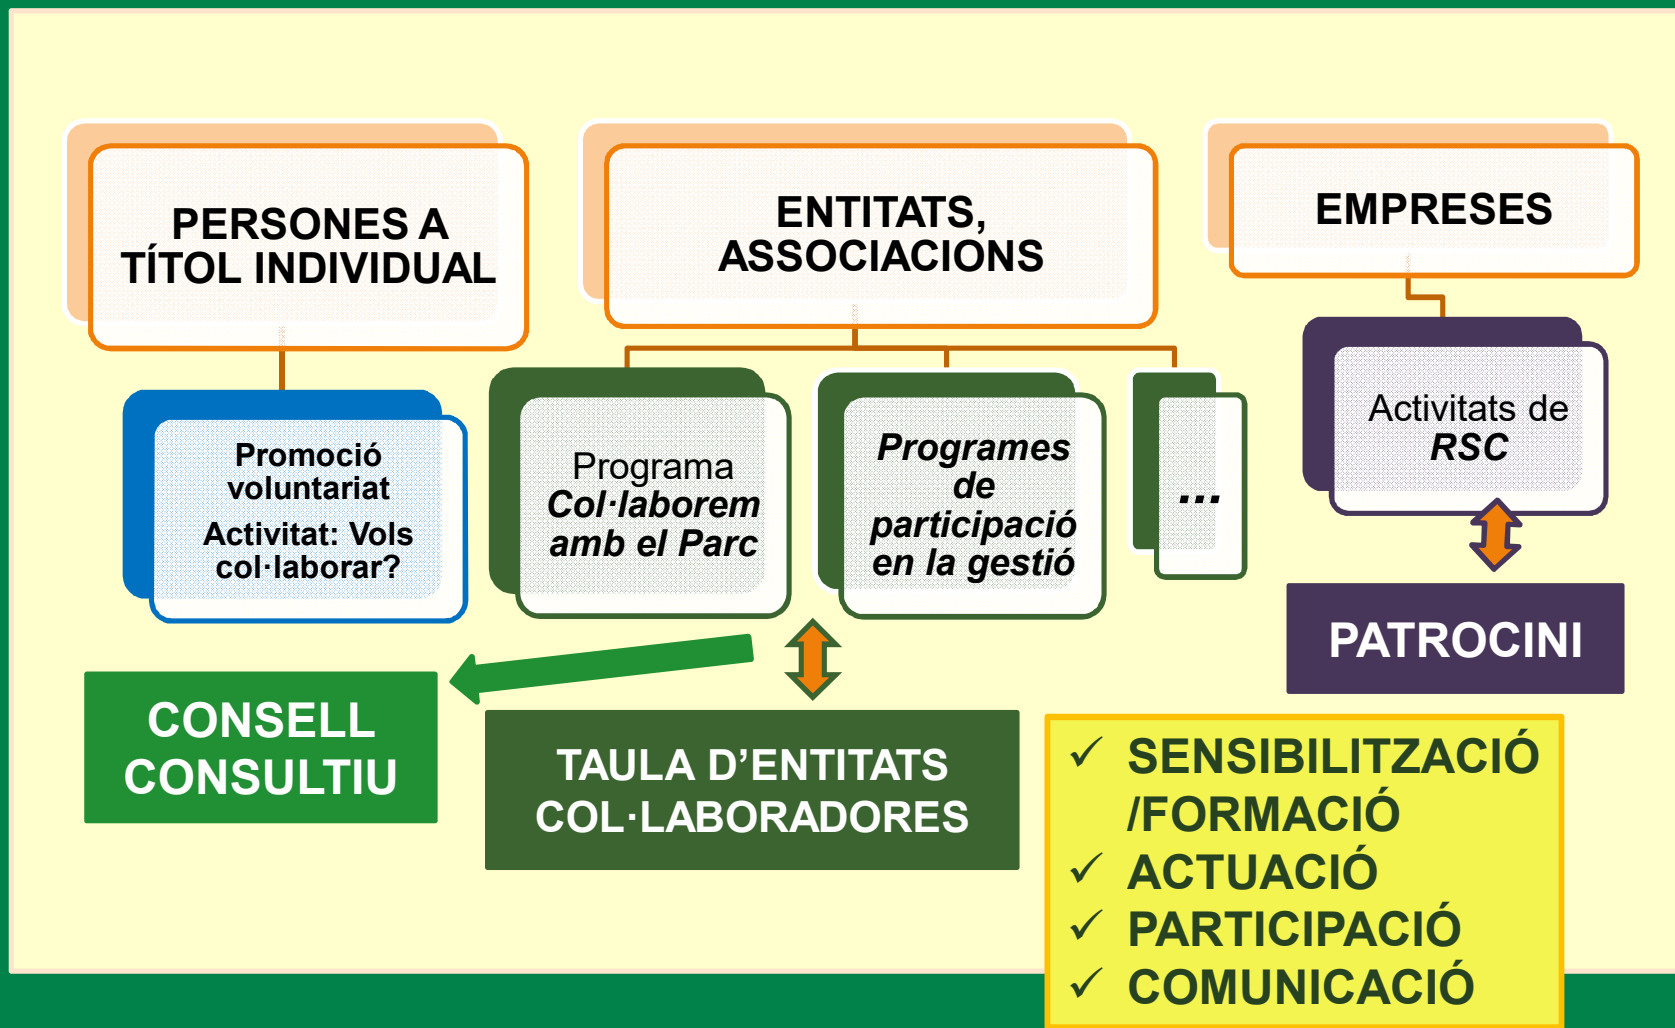 PERSONES A
TÍTOL INDIVIDUAL
ENTITATS,
ASSOCIACIONS
EMPRESES
Promoció
voluntariat
Activitat: Vols
col·laborar?
Programa
Col·laborem
amb el Parc
Programes
de
participació
en la gestió
...
Activitats de
RSC
PATROCINI
CONSELL
CONSULTIU
TAULA D’ENTITATS
COL·LABORADORES
✓ SENSIBILITZACIÓ
/FORMACIÓ
✓ ACTUACIÓ
✓ PARTICIPACIÓ
✓ COMUNICACIÓ